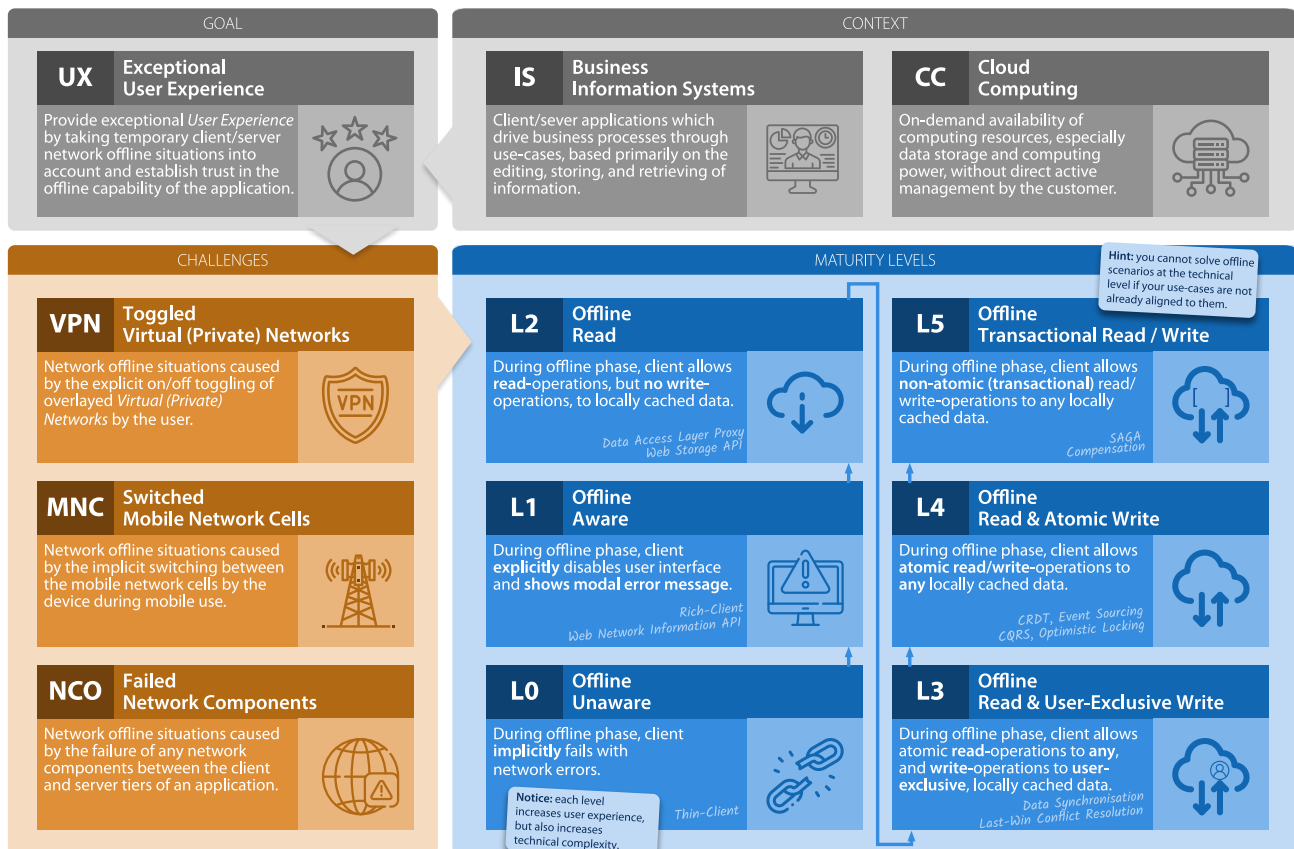 GOAL
UX
Exceptional
User Experience
Provide exceptional User Experience
by taking temporary client/server
network offline situations into
account and establish trust in the
offline capability of the application.
CONTEXT
IS
Business
Information Systems
Client/sever applications which
drive business processes through
use-cases, based primarily on the
editing, storing, and retrieving of
information.
CC
Cloud
Computing
On-demand availability of
computing resources, especially
data storage and computing
power, without direct active
management by the customer.
CHALLENGES
VPN
Toggled
Virtual (Private) Networks
Network offline situations caused
by the explicit on/off toggling of
overlayed Virtual (Private)
Networks by the user.
VPN
MNC
Switched
Mobile Network Cells
Network offline situations caused
by the implicit switching between
the mobile network cells by the
device during mobile use.
NCO
Failed
Network Components
Network offline situations caused
by the failure of any network
components between the client
and server tiers of an application.
MATURITY LEVELS
Hint: you cannot solve offline
scenarios at the technical
level if your use-cases are not
already aligned to them.
L2
Offline
Read
During offline phase, client allows
read-operations, but no write-
operations, to locally cached data.
Data Access Layer Proxy
Web Storage API
L1
Offline
Aware
During offline phase, client
explicitly disables user interface
and shows modal error message.
Rich-Client
Web Network Information API
L0
Offline
Unaware
During offline phase, client
implicitly fails with
network errors.
Thin-Client
Notice: each level
increases user experience,
but also increases
technical complexity.
L5
Offline
Transactional Read / Write
During offline phase, client allows
non-atomic (transactional) read/
write-operations to any locally
cached data.
SAGA
Compensation
[ ]
L4
Offline
Read & Atomic Write
During offline phase, client allows
atomic read/write-operations to
any locally cached data.
CRDT, Event Sourcing
CQRS, Optimistic Locking
L3
Offline
Read & User-Exclusive Write
During offline phase, client allows
atomic read-operations to any,
and write-operations to user-
exclusive, locally cached data.
Data Synchronisation
Last-Win Conflict Resolution